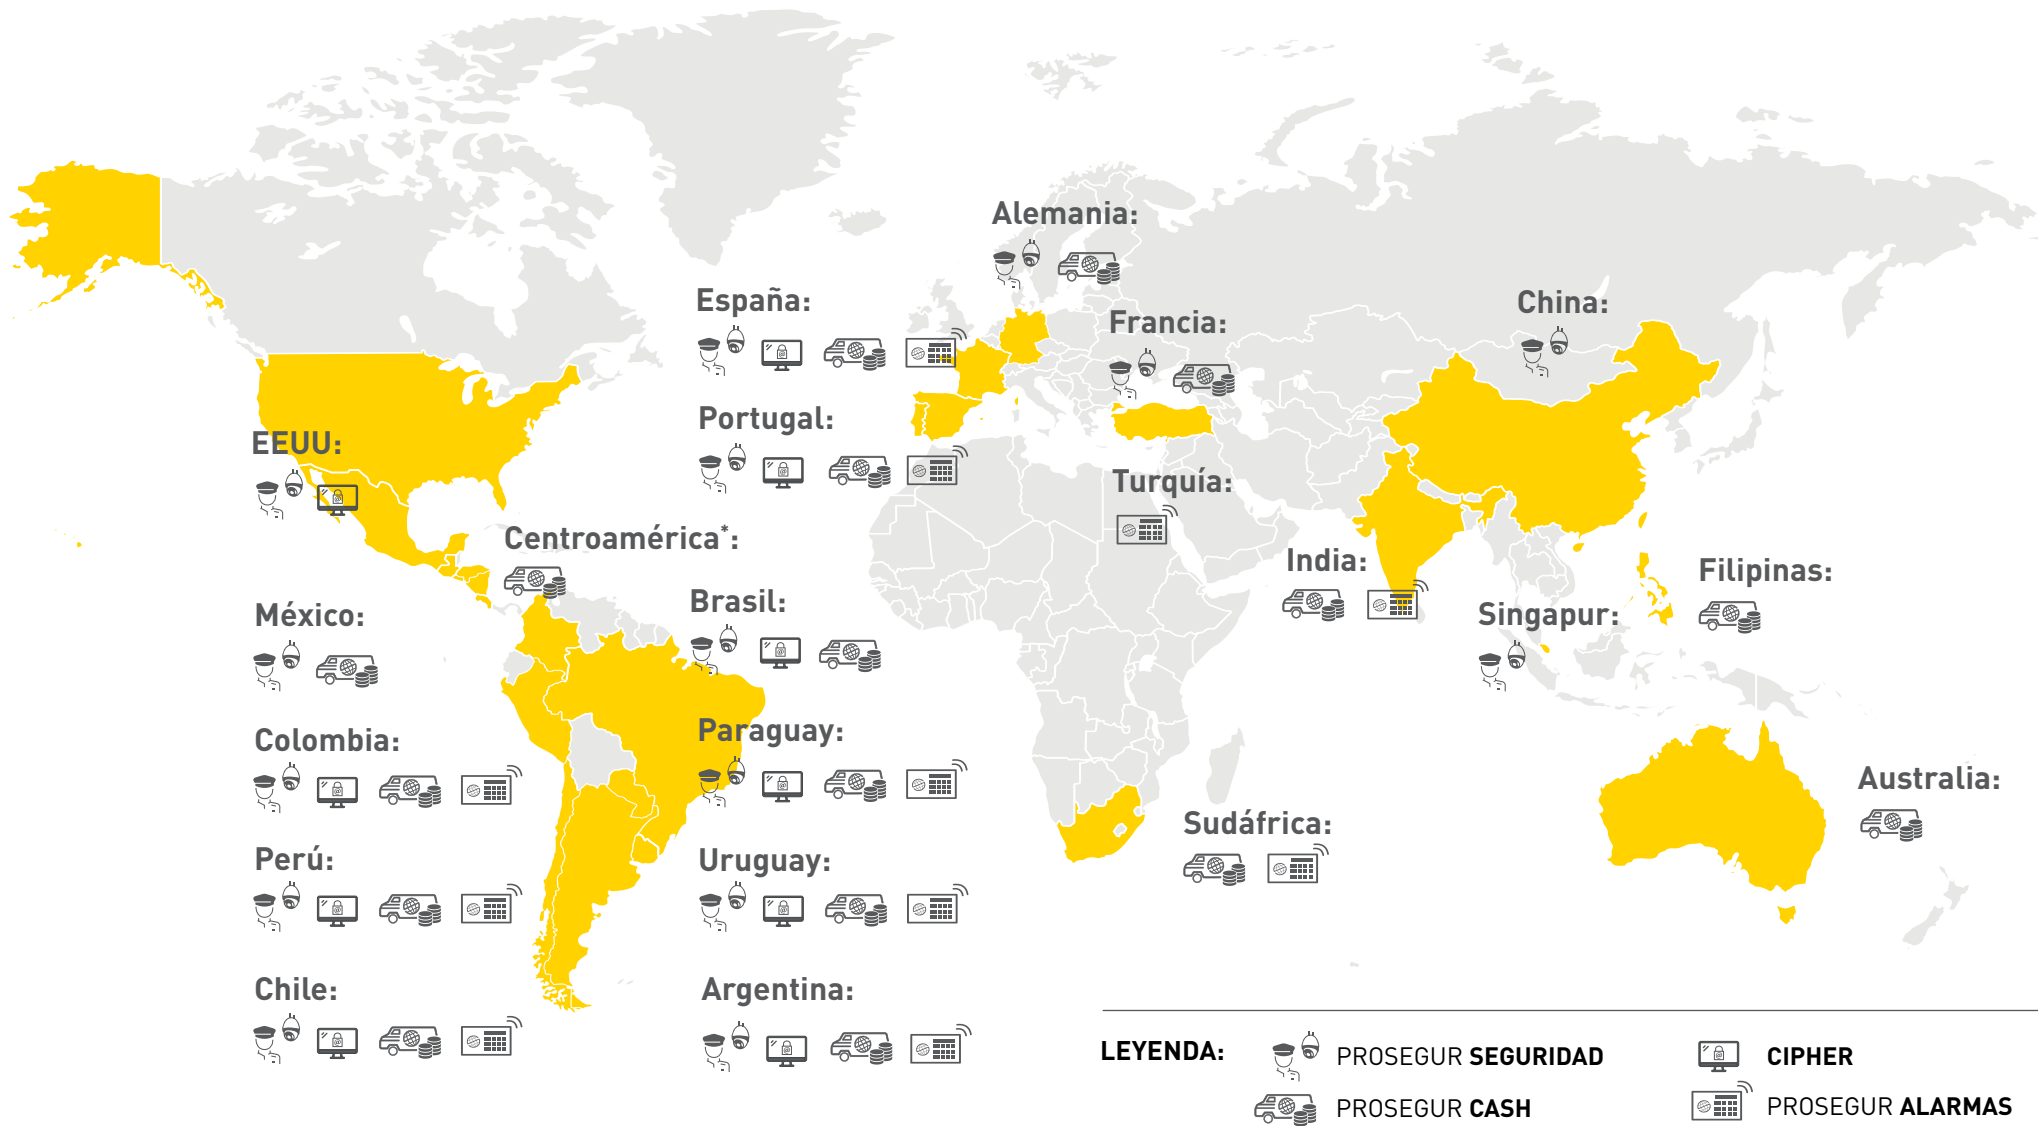 Alemania:
España:
China:
Francia:
Portugal:
EEUU:
Turquía:
Centroamérica*:
India:
Filipinas:
México:
Brasil:
Singapur:
Colombia:
Paraguay:
Australia:
Sudáfrica:
Perú:
Uruguay:
Chile:
Argentina:
LEYENDA:
PROSEGUR SEGURIDAD
CIPHER
PROSEGUR CASH
PROSEGUR ALARMAS